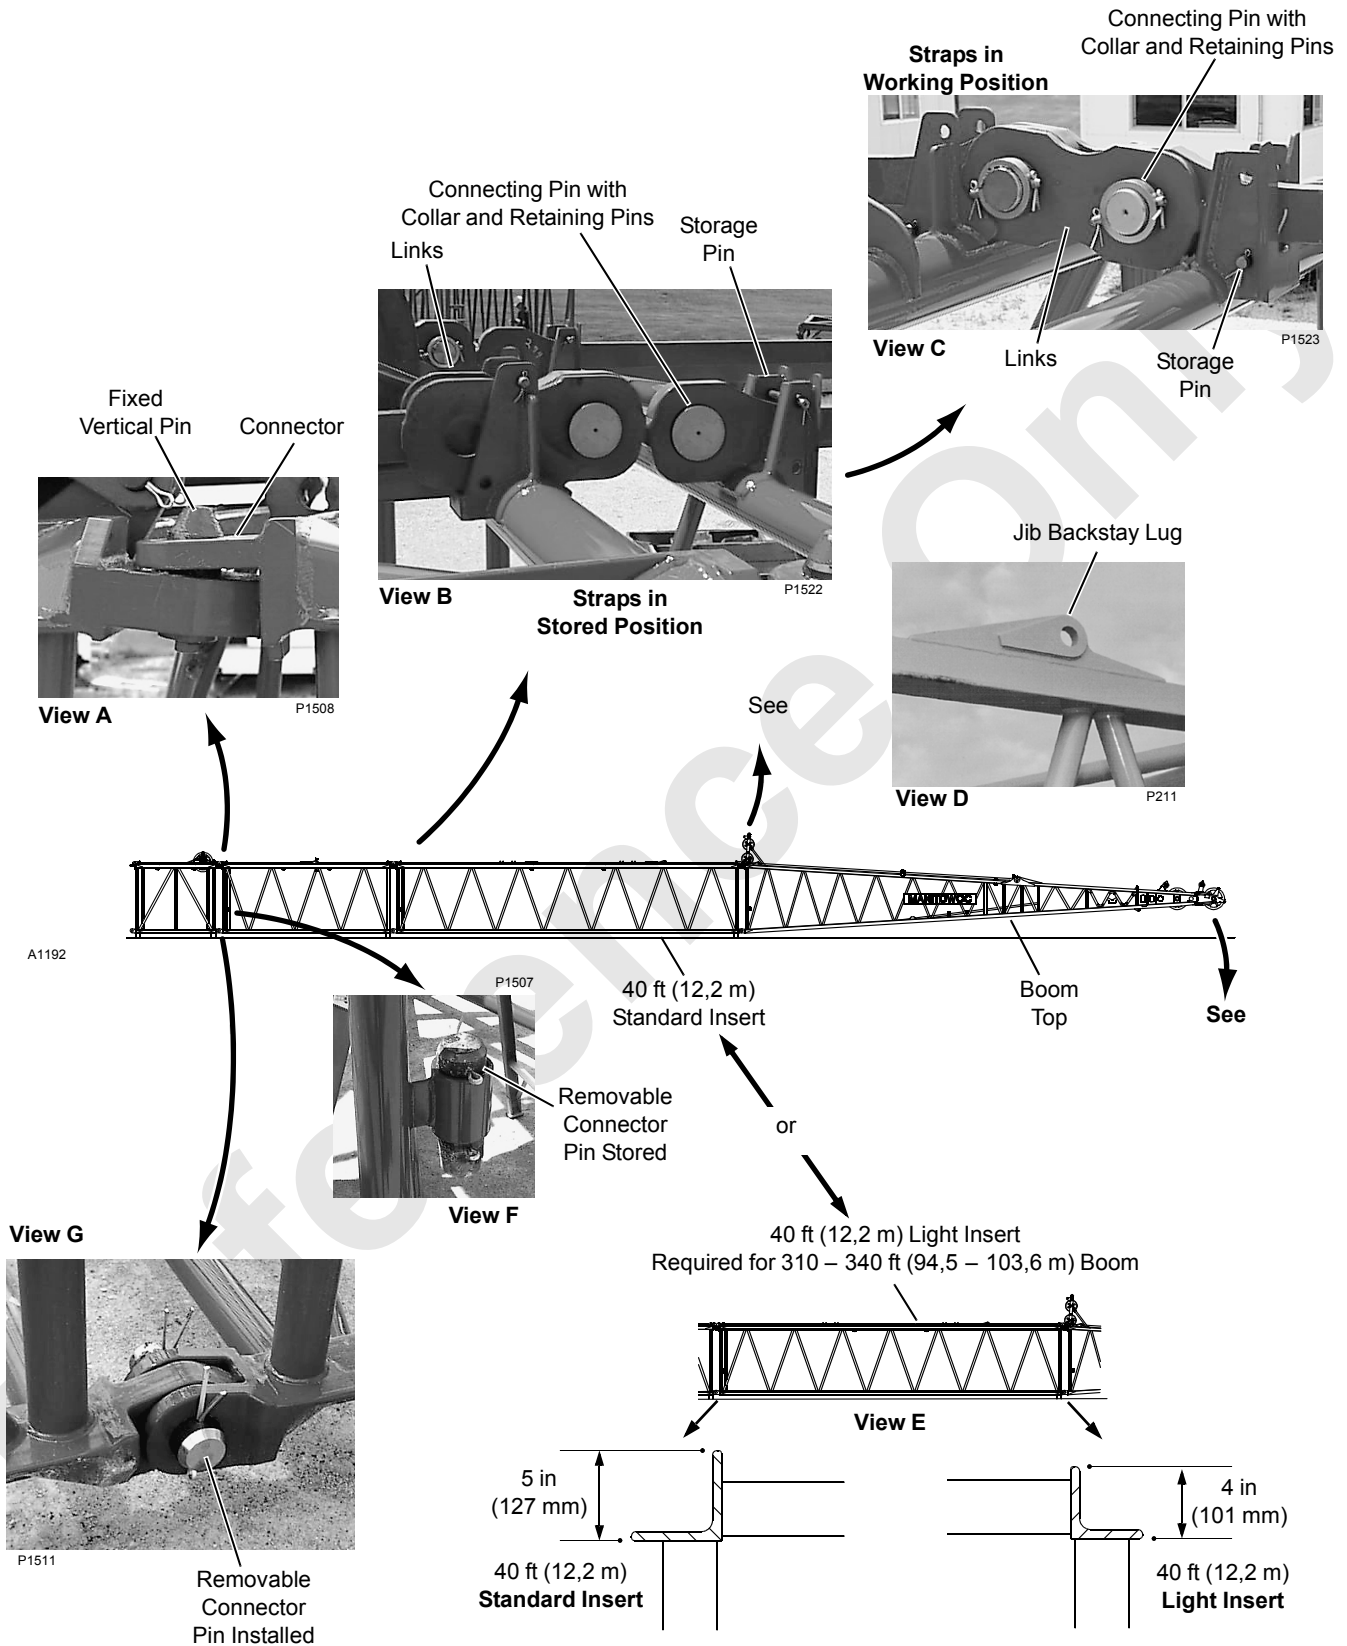 Connecting Pin with
Collar and Retaining Pins
Straps in
Working Position
View C
Links
Storage
Pin
P1523
Connecting Pin with
Collar and Retaining Pins
Links
Storage
Pin
View B
Straps in
Stored Position
P1522
Fixed
Vertical Pin
Connector
View A
P1508
Jib Backstay Lug
View D
P211
See
MANITOWOC
A1192
P1507
40 ft (12,2 m)
Standard Insert
Boom
Top
See
Removable
Connector
Pin Stored
View F
or
View G
40 ft (12,2 m) Light Insert
Required for 310 – 340 ft (94,5 – 103,6 m) Boom
View E
5 in
(127 mm)
4 in
(101 mm)
P1511
40 ft (12,2 m)
Standard Insert
40 ft (12,2 m)
Light Insert
Removable
Connector
Pin Installed
ference Only